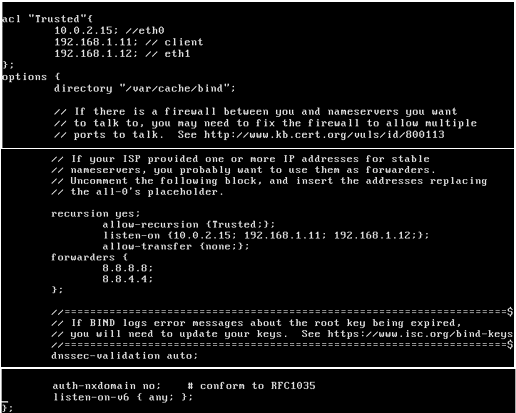 acl "Trusted"{
10.0.2.15; //eth0
192.168.1.11; // client
192.168.1.12; // eth1
};
options {
directory "/var/cache/bind";
// If there is a firewall between you and nameservers you want
// to talk to, you may need to fix the firewall to allow multiple
// ports to talk.  See http://www.kb.cert.org/vuls/id/800113
// If your ISP provided one or more IP addresses for stable
// nameservers, you probably want to use them as forwarders.
// Uncomment the following block, and insert the addresses replacing
// the all-0's placeholder.
recursion yes;
allow-recursion {Trusted;};
listen-on {10.0.2.15; 192.168.1.11; 192.168.1.12;};
allow-transfer {none;};
forwarders {
8.8.8.8;
8.8.4.4;
};
//=====================================================================$
// If BIND logs error messages about the root key being expired,
// you will need to update your keys.  See https://www.isc.org/bind-keys
//=====================================================================$
dnssec-validation auto;
auth-nxdomain no;    # conform to RFC1035
listen-on-v6 { any; };
};